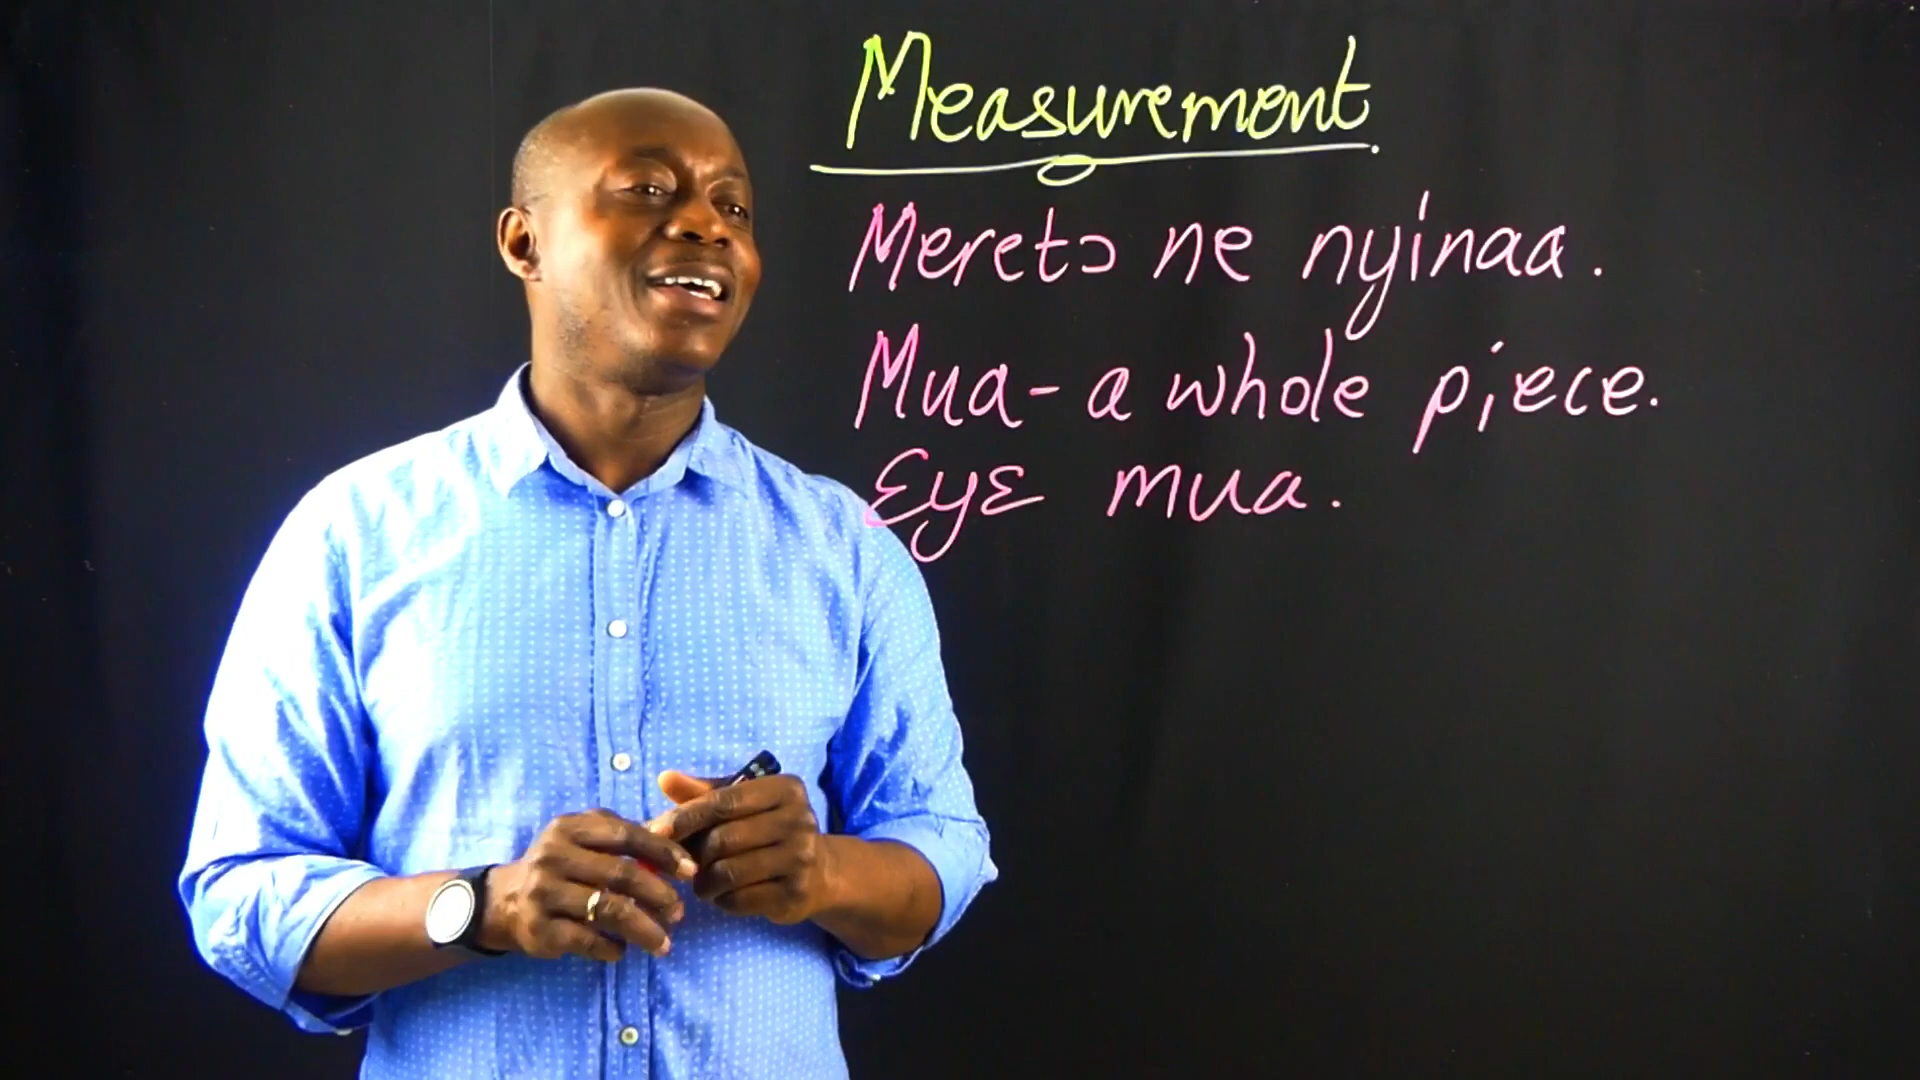 Measurement
Meretɔ ne nyinaa.
Mua - a whole piece.
Ɛyɛ mua.